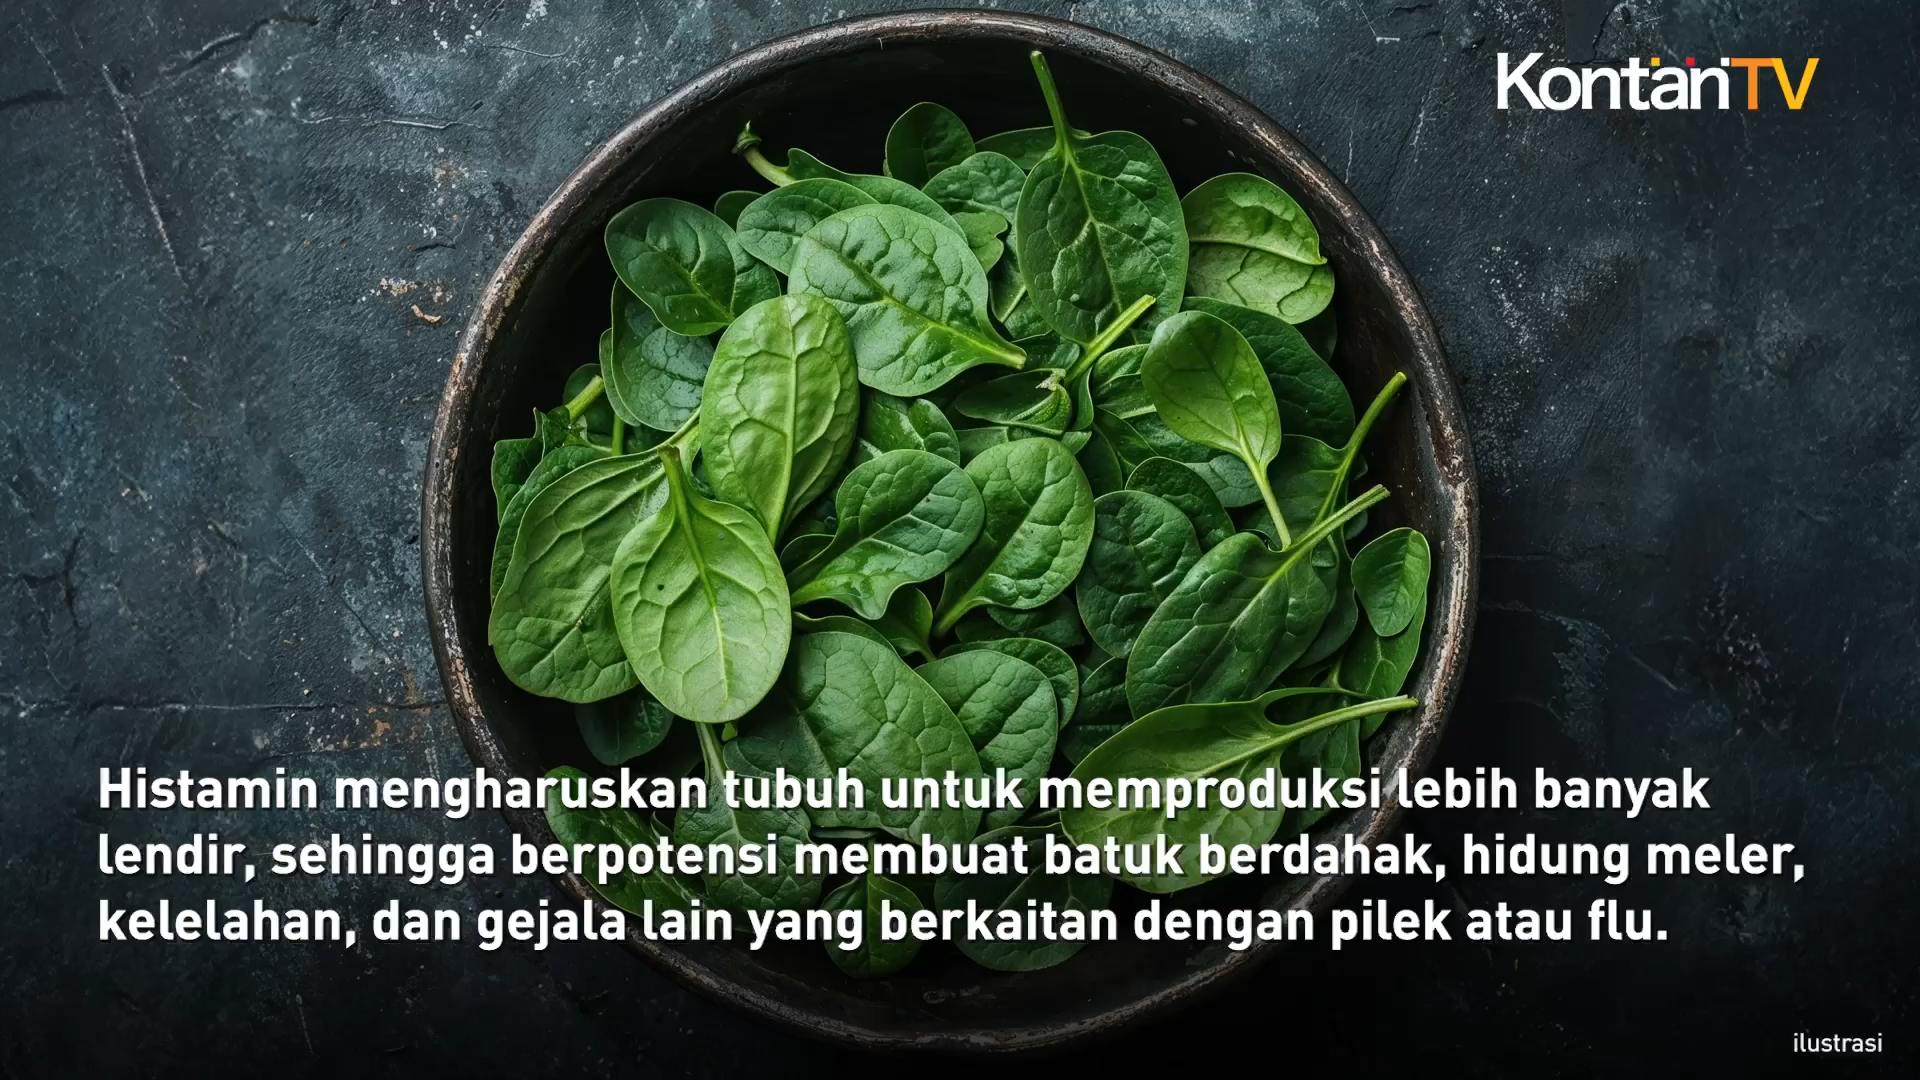 KontanTV
Histamin mengharuskan tubuh untuk memproduksi lebih banyak
lendir, sehingga berpotensi membuat batuk berdahak, hidung meler,
kelelahan, dan gejala lain yang berkaitan dengan pilek atau flu.
ilustrasi